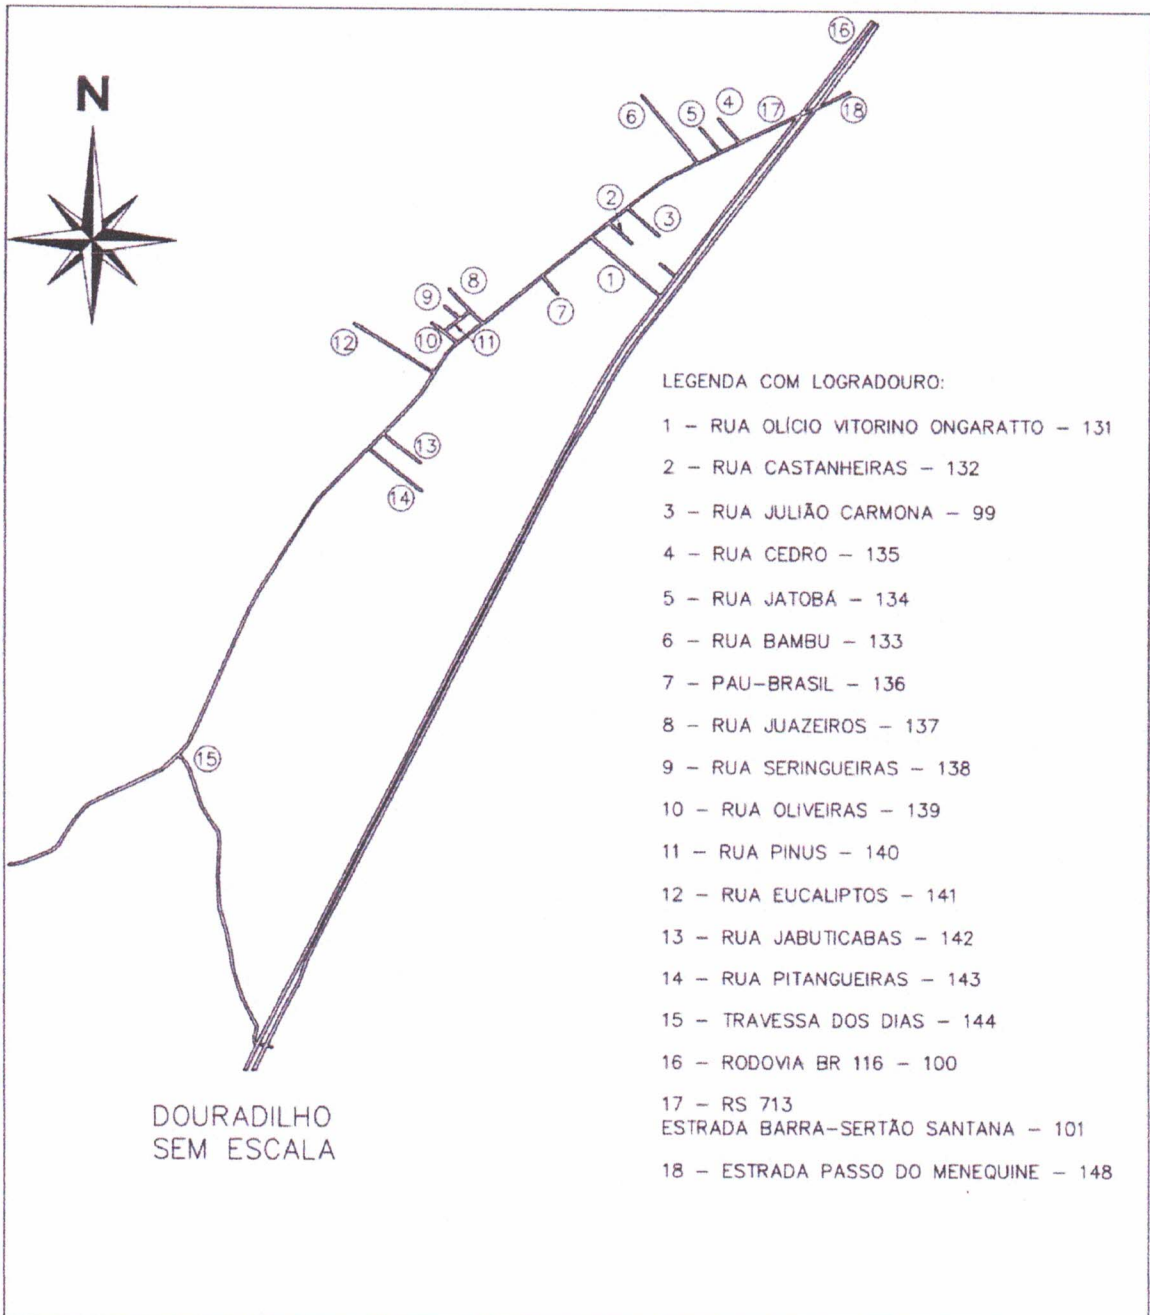 N
16
4
17
18
5
6
2
3
1
8
9
7
12
10
11
13
14
15
LEGENDA COM LOGRADOURO:
1 – RUA OLÍCIO VITORINO ONGARATTO – 131
2 – RUA CASTANHEIRAS – 132
3 – RUA JULIÃO CARMONA – 99
4 – RUA CEDRO – 135
5 – RUA JATOBÁ – 134
6 – RUA BAMBU – 133
7 – PAU–BRASIL – 136
8 – RUA JUAZEIROS – 137
9 – RUA SERINGUEIRAS – 138
10 – RUA OLIVEIRAS – 139
11 – RUA PINUS – 140
12 – RUA EUCALIPTOS – 141
13 – RUA JABUTICABAS – 142
14 – RUA PITANGUEIRAS – 143
15 – TRAVESSA DOS DIAS – 144
16 – RODOVIA BR 116 – 100
17 – RS 713
ESTRADA BARRA–SERTÃO SANTANA – 101
18 – ESTRADA PASSO DO MENEQUINE – 148
DOURADILHO
SEM ESCALA